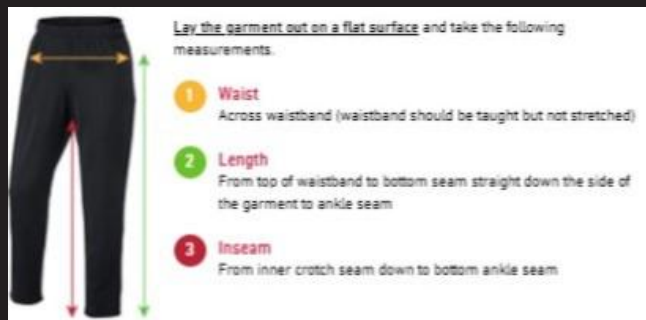 Lay the garment out on a flat surface and take the following
measurements.
1 Waist
Across waistband (waistband should be taught but not stretched)
2 Length
From top of waistband to bottom seam straight down the side of
the garment to ankle seam
3 Inseam
From inner crotch seam down to bottom ankle seam